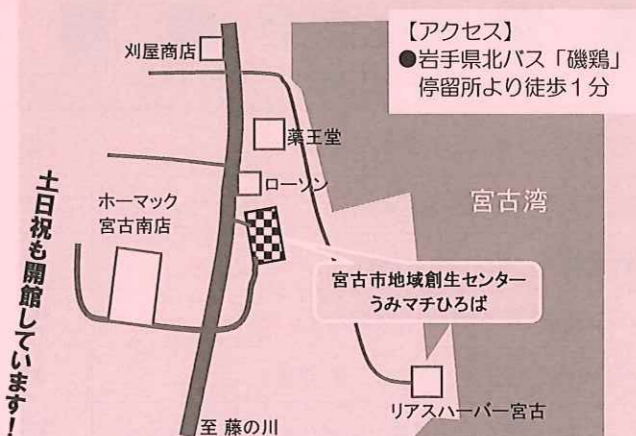 【アクセス】
●岩手県北バス「磯鶏」
停留所より徒歩1分
刈屋商店
薬王堂
ローソン
ホーマック
宮古南店
宮古湾
宮古市地域創生センター
うみマチひろば
リアスハーバー宮古
至 藤の川
土日祝も開館しています!